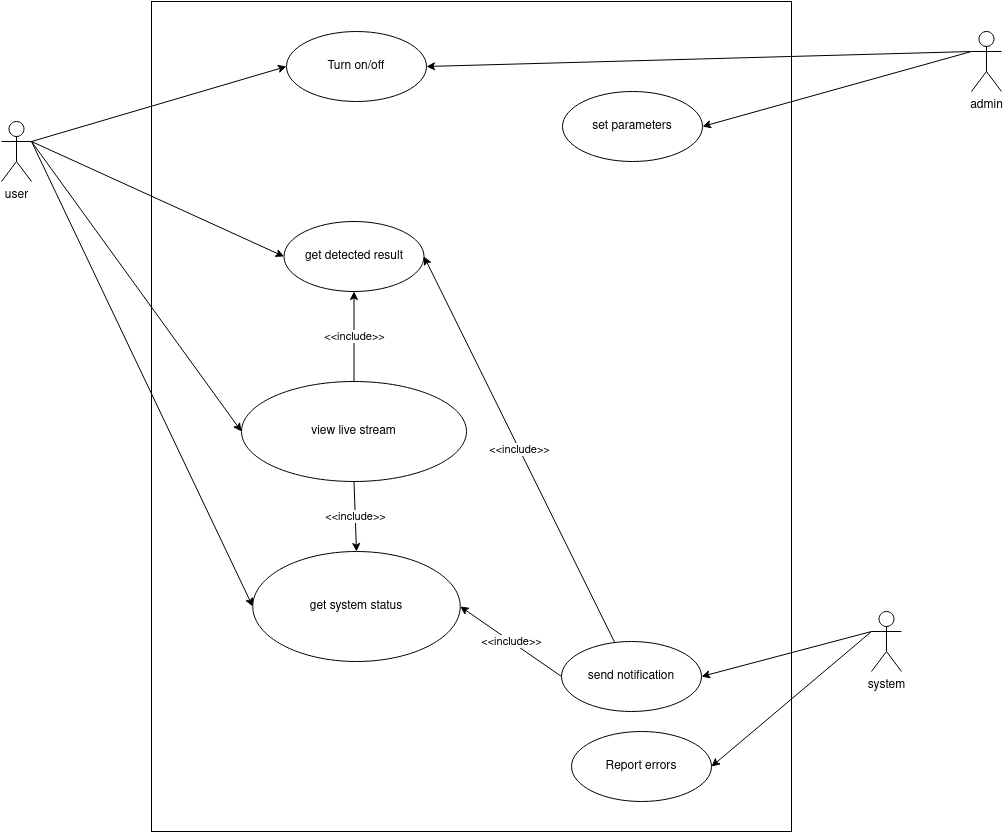 Turn on/off
admin
set parameters
user
get detected result
<<include>>
view live stream
<<include>>
<<include>>
get system status
<<include>>
send notification
system
Report errors